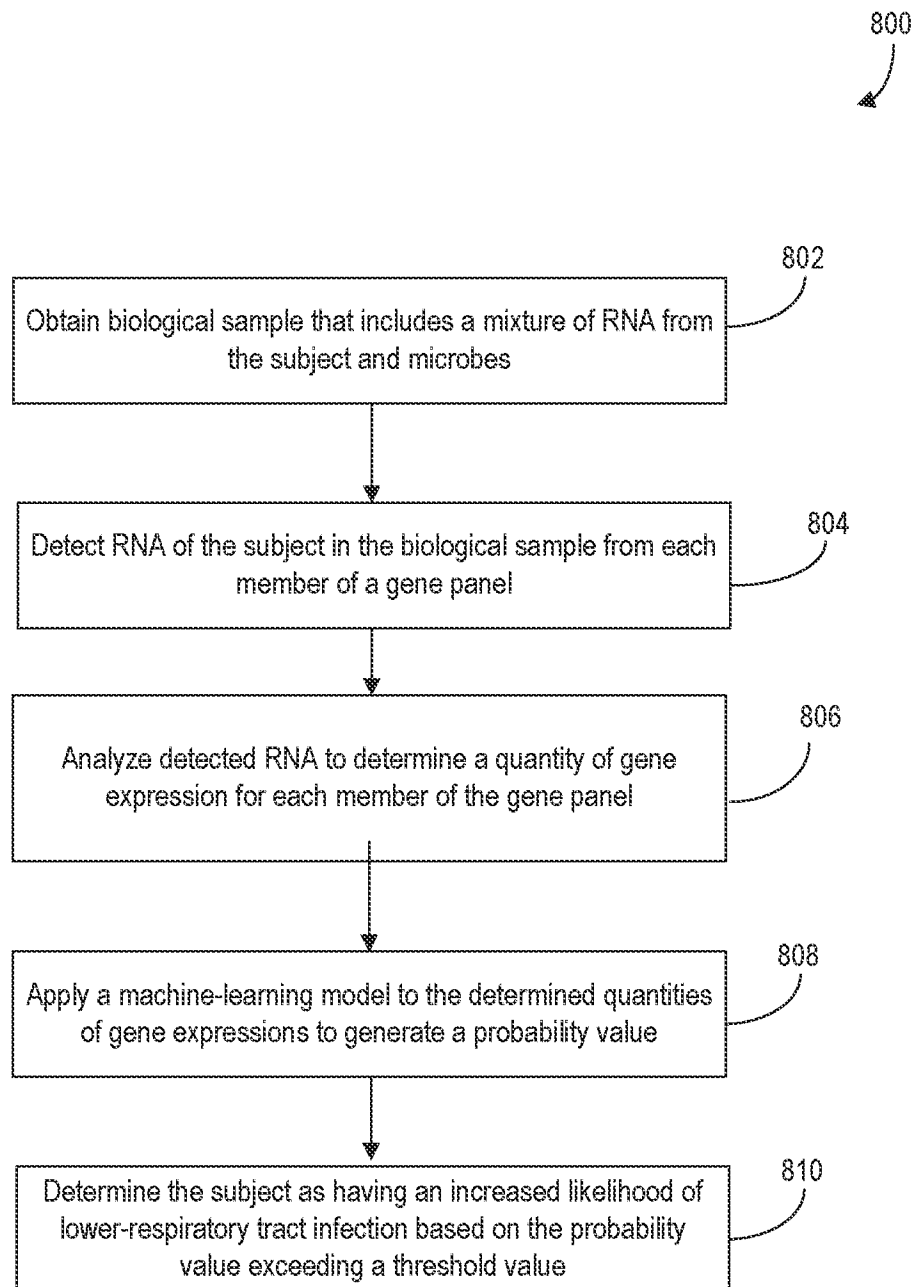 800
802
Obtain biological sample that includes a mixture of RNA from
the subject and microbes
804
Detect RNA of the subject in the biological sample from each
member of a gene panel
806
Analyze detected RNA to determine a quantity of gene
expression for each member of the gene panel
808
Apply a machine-learning model to the determined quantities
of gene expressions to generate a probability value
810
Determine the subject as having an increased likelihood of
lower-respiratory tract infection based on the probability
value exceeding a threshold value